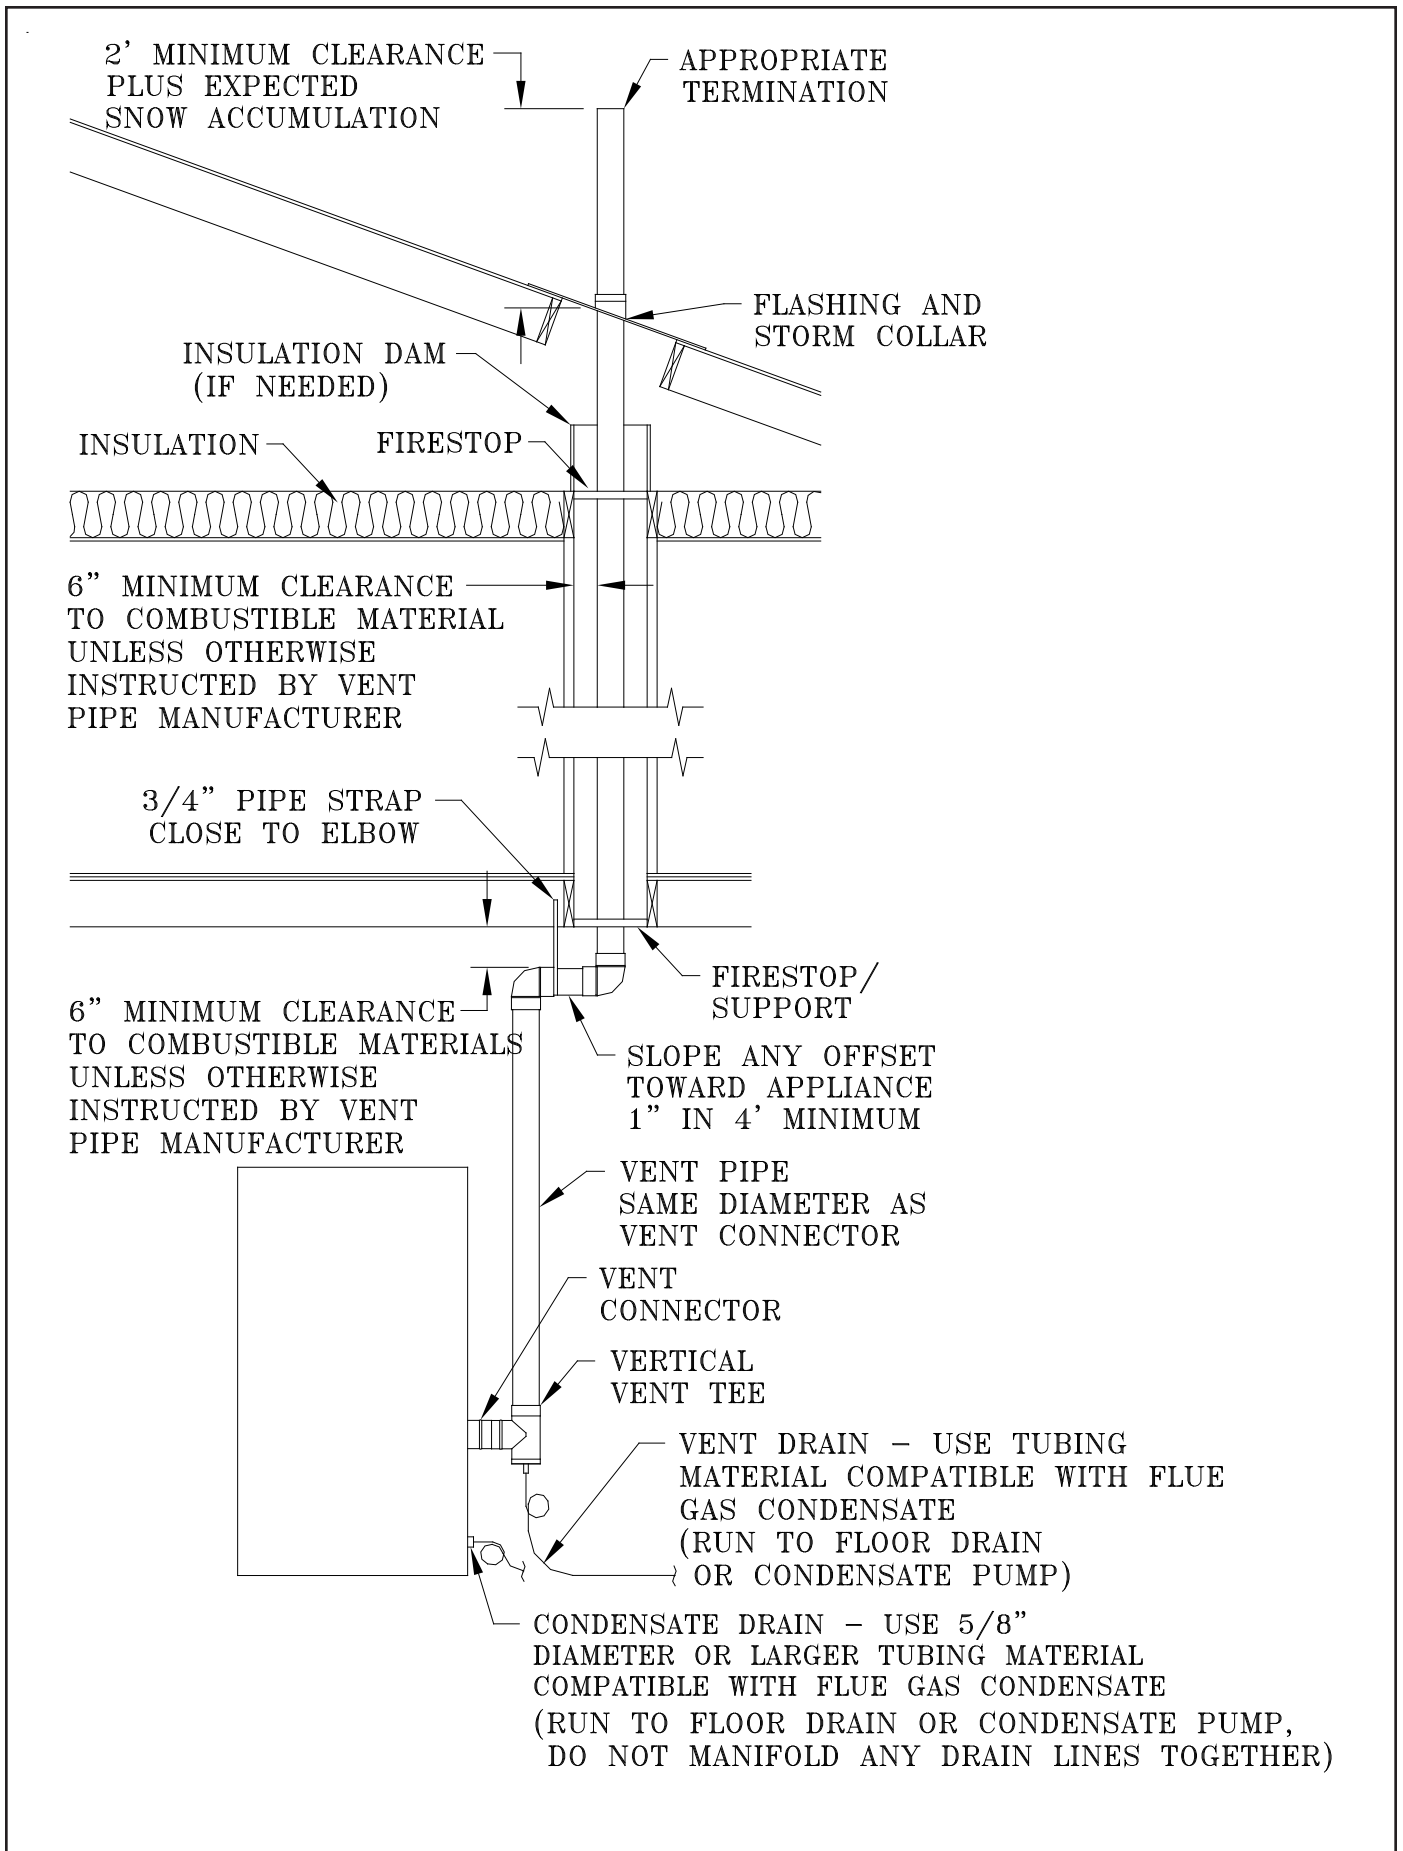 2’ MINIMUM CLEARANCE
PLUS EXPECTED
SNOW ACCUMULATION
APPROPRIATE
TERMINATION
FLASHING AND
STORM COLLAR
INSULATION DAM
(IF NEEDED)
INSULATION
FIRESTOP
6” MINIMUM CLEARANCE
TO COMBUSTIBLE MATERIAL
UNLESS OTHERWISE
INSTRUCTED BY VENT
PIPE MANUFACTURER
3/4” PIPE STRAP
CLOSE TO ELBOW
FIRESTOP/
SUPPORT
6” MINIMUM CLEARANCE
TO COMBUSTIBLE MATERIALS
UNLESS OTHERWISE
INSTRUCTED BY VENT
PIPE MANUFACTURER
SLOPE ANY OFFSET
TOWARD APPLIANCE
1” IN 4’ MINIMUM
VENT PIPE
SAME DIAMETER AS
VENT CONNECTOR
VENT
CONNECTOR
VERTICAL
VENT TEE
VENT DRAIN – USE TUBING
MATERIAL COMPATIBLE WITH FLUE
GAS CONDENSATE
(RUN TO FLOOR DRAIN
OR CONDENSATE PUMP)
CONDENSATE DRAIN – USE 5/8”
DIAMETER OR LARGER TUBING MATERIAL
COMPATIBLE WITH FLUE GAS CONDENSATE
(RUN TO FLOOR DRAIN OR CONDENSATE PUMP,
DO NOT MANIFOLD ANY DRAIN LINES TOGETHER)